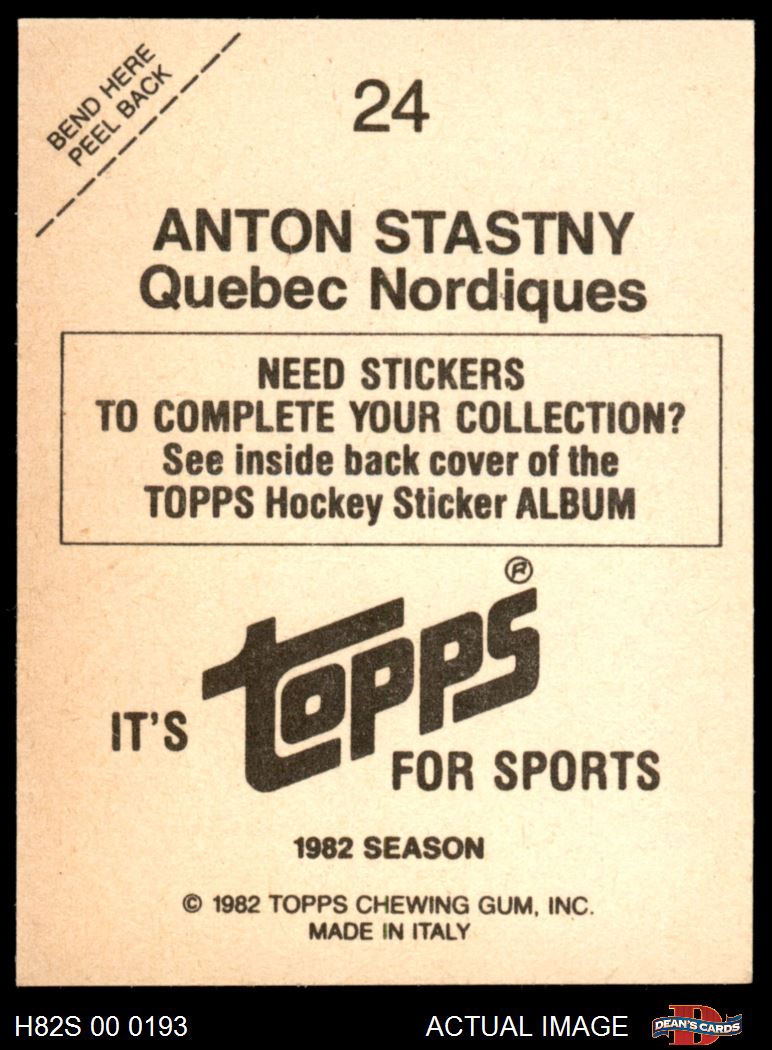 BEND HERE
PEEL BACK
24
ANTON STASTNY
Quebec Nordiques
NEED STICKERS
TO COMPLETE YOUR COLLECTION?
See inside back cover of the
TOPPS Hockey Sticker ALBUM
IT'S topps® FOR SPORTS
1982 SEASON
© 1982 TOPPS CHEWING GUM, INC.
MADE IN ITALY
H82S 00 0193 ACTUAL IMAGE D DEAN'S CARDS